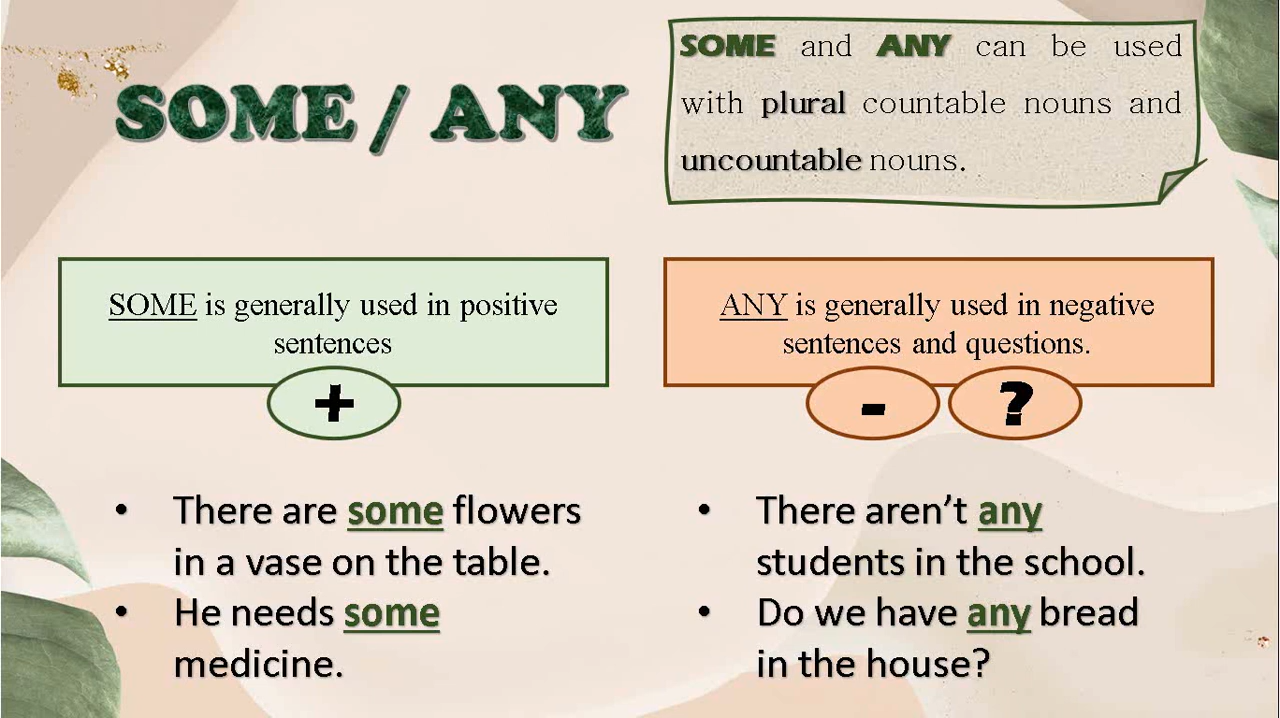 SOME / ANY
SOME and ANY can be used
with plural countable nouns and
uncountable nouns.
SOME is generally used in positive
sentences
+
ANY is generally used in negative
sentences and questions.
- ?
• There are some flowers
in a vase on the table.
• He needs some
medicine.
• There aren’t any
students in the school.
• Do we have any bread
in the house?